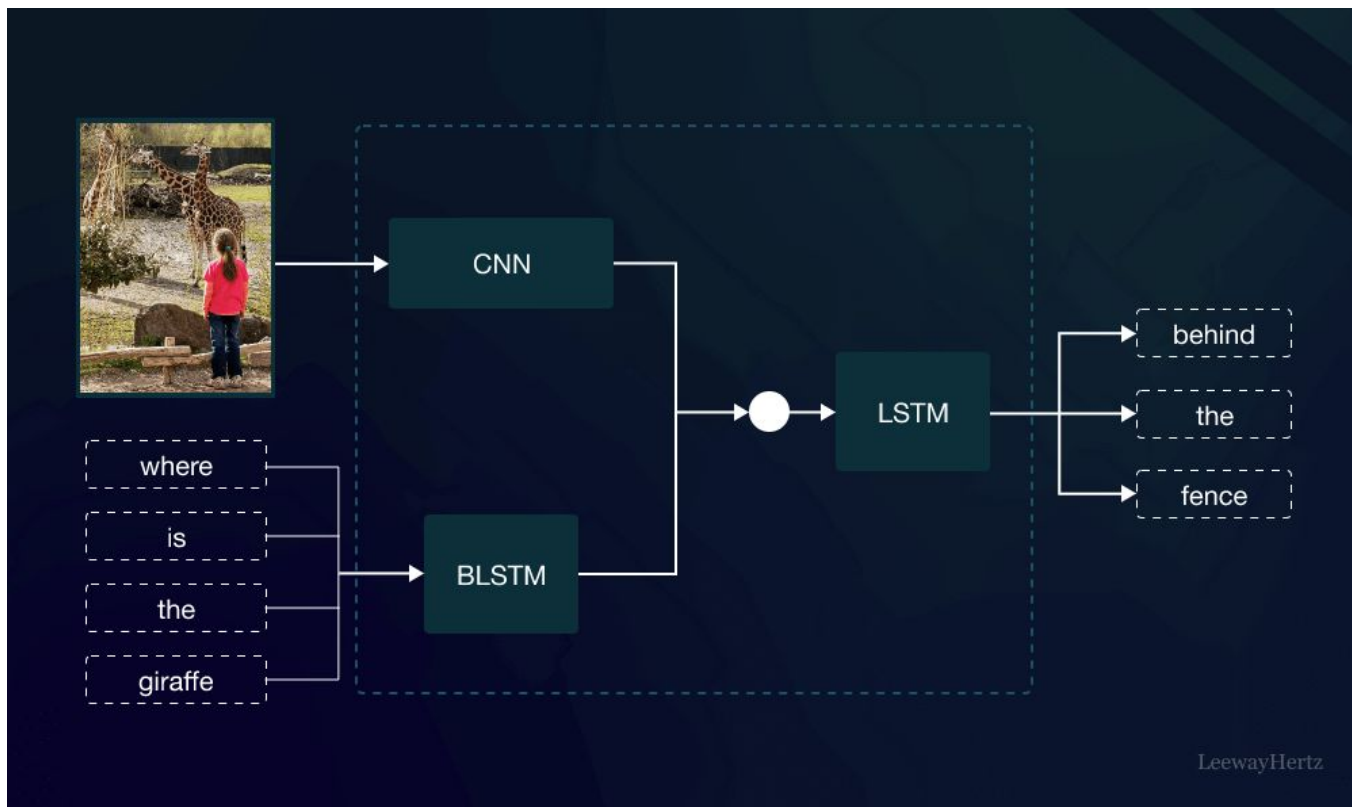 CNN
where
is
the
giraffe
BLSTM
LSTM
behind
the
fence
LeewayHertz